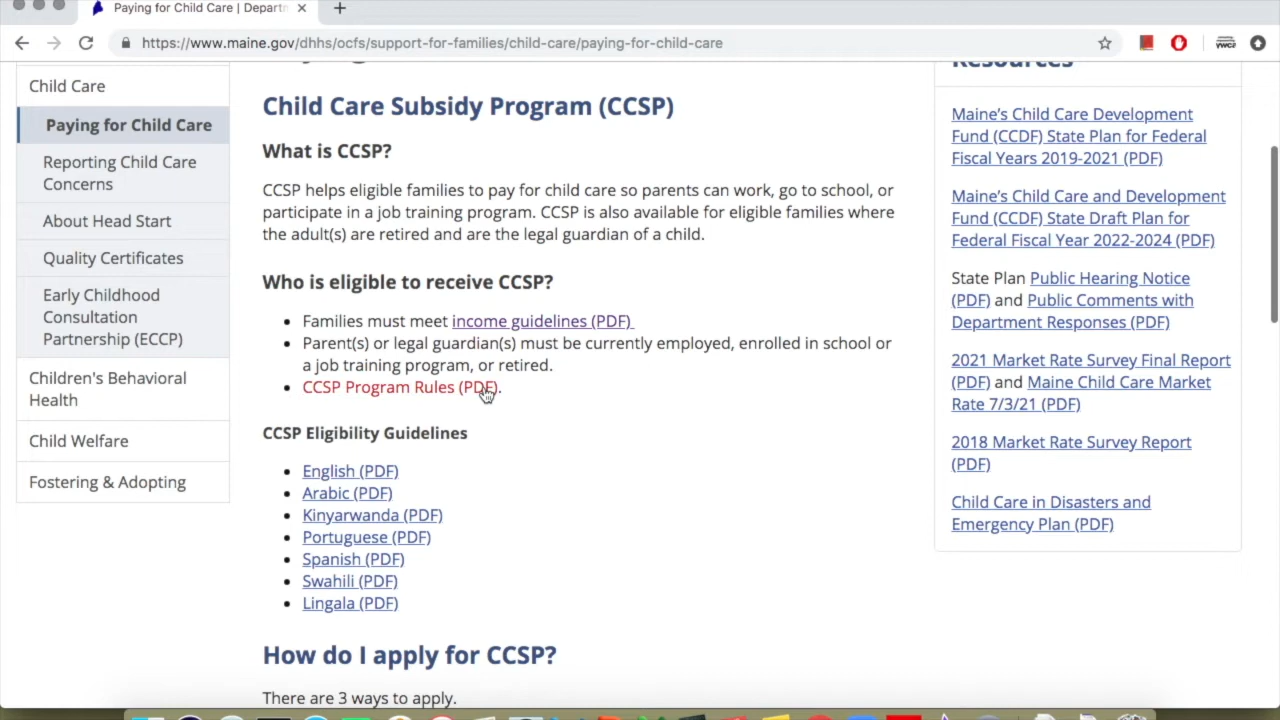 Paying for Child Care | Departm
https://www.maine.gov/dhhs/ocfs/support-for-families/child-care/paying-for-child-care
Child Care
Paying for Child Care
Reporting Child Care
Concerns
About Head Start
Quality Certificates
Early Childhood
Consultation
Partnership (ECCP)
Children's Behavioral
Health
Child Welfare
Fostering & Adopting
Child Care Subsidy Program (CCSP)
What is CCSP?
CCSP helps eligible families to pay for child care so parents can work, go to school, or
participate in a job training program. CCSP is also available for eligible families where
the adult(s) are retired and are the legal guardian of a child.
Who is eligible to receive CCSP?
Families must meet income guidelines (PDF)
Parent(s) or legal guardian(s) must be currently employed, enrolled in school or
a job training program, or retired.
CCSP Program Rules (PDF).
CCSP Eligibility Guidelines
English (PDF)
Arabic (PDF)
Kinyarwanda (PDF)
Portuguese (PDF)
Spanish (PDF)
Swahili (PDF)
Lingala (PDF)
How do I apply for CCSP?
There are 3 ways to apply.
Resources
Maine's Child Care Development
Fund (CCDF) State Plan for Federal
Fiscal Years 2019-2021 (PDF)
Maine's Child Care and Development
Fund (CCDF) State Draft Plan for
Federal Fiscal Year 2022-2024 (PDF)
State Plan Public Hearing Notice
(PDF) and Public Comments with
Department Responses (PDF)
2021 Market Rate Survey Final Report
(PDF) and Maine Child Care Market
Rate 7/3/21 (PDF)
2018 Market Rate Survey Report
(PDF)
Child Care in Disasters and
Emergency Plan (PDF)